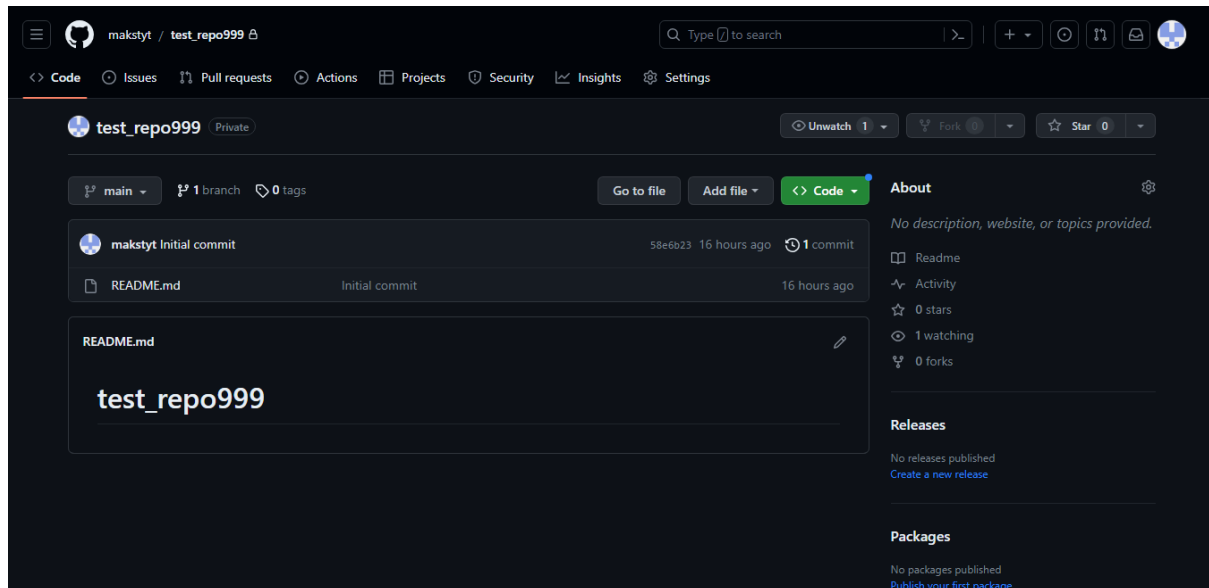 makstyt / test_repo999
Type / to search
Code Issues Pull requests Actions Projects Security Insights Settings
test_repo999 Private
Unwatch 1 Fork 0 Star 0
main 1 branch 0 tags Go to file Add file Code
makstyt Initial commit 58e6b23 16 hours ago 1 commit
README.md Initial commit 16 hours ago
README.md
test_repo999
About
No description, website, or topics provided.
Readme
Activity
0 stars
1 watching
0 forks
Releases
No releases published
Create a new release
Packages
No packages published
Publish your first package